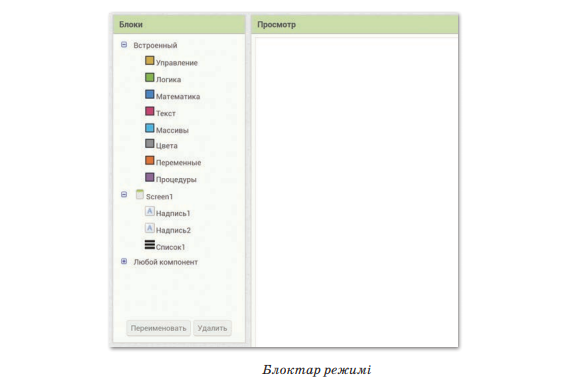 Блоки
Просмотр
Встроенный
Управление
Логика
Математика
Текст
Массивы
Цвета
Переменные
Процедуры
Screen1
A Надпись1
A Надпись2
Список1
Любой компонент
Переименовать Удалить
Блоктар режимі